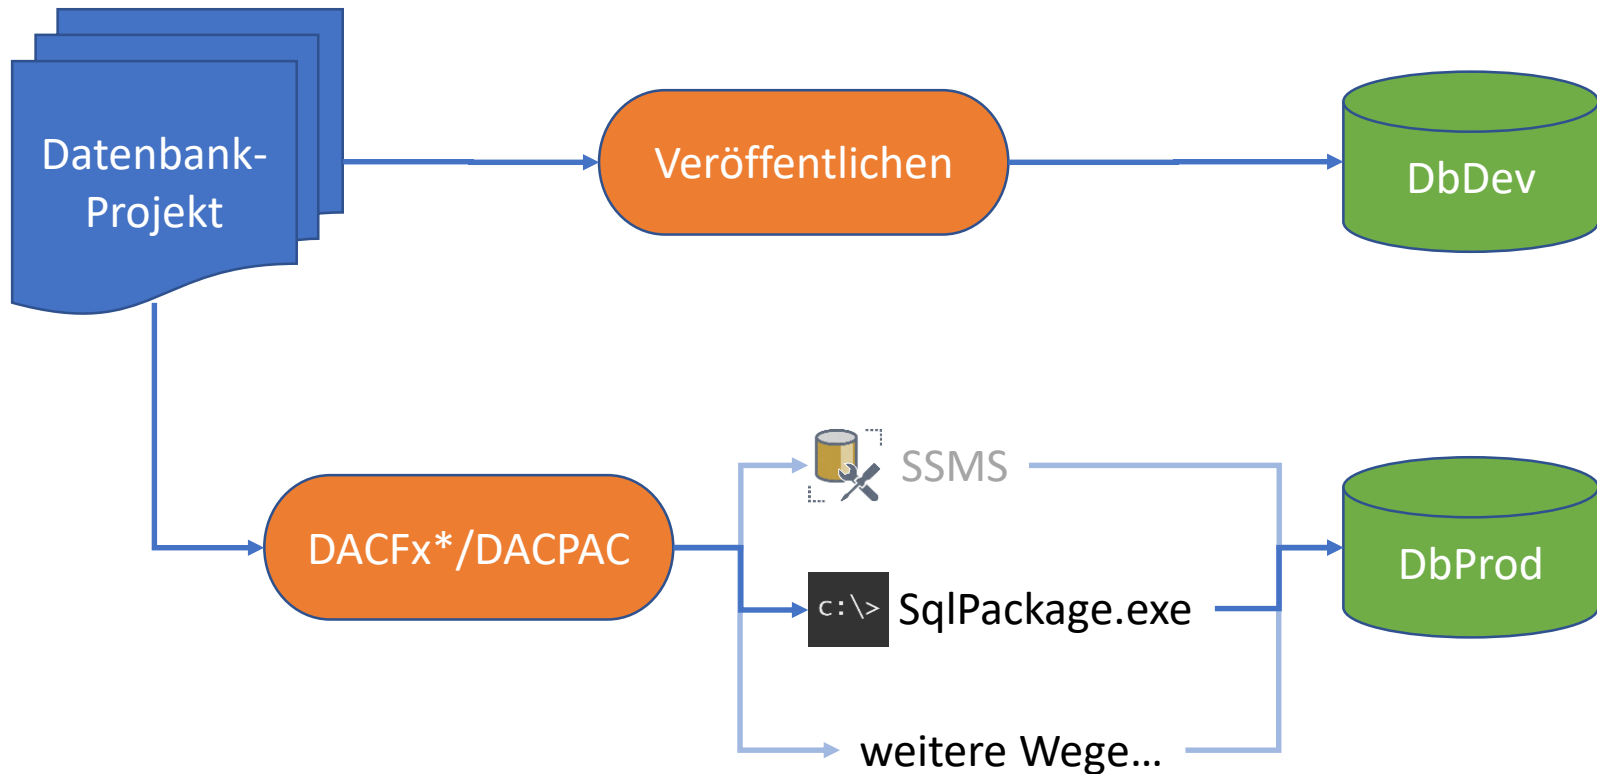 Datenbank-
Projekt
Veröffentlichen
DbDev
SSMS
DACFx*/DACPAC
c:\>
SqlPackage.exe
DbProd
weitere Wege...